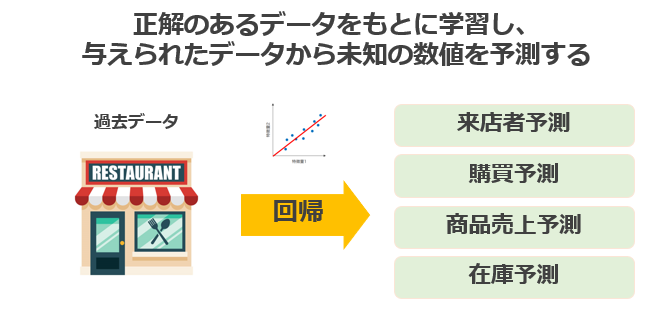 正解のあるデータをもとに学習し、
与えられたデータから未知の数値を予測する
過去データ
RESTAURANT
回帰
来店者予測
購買予測
商品売上予測
在庫予測